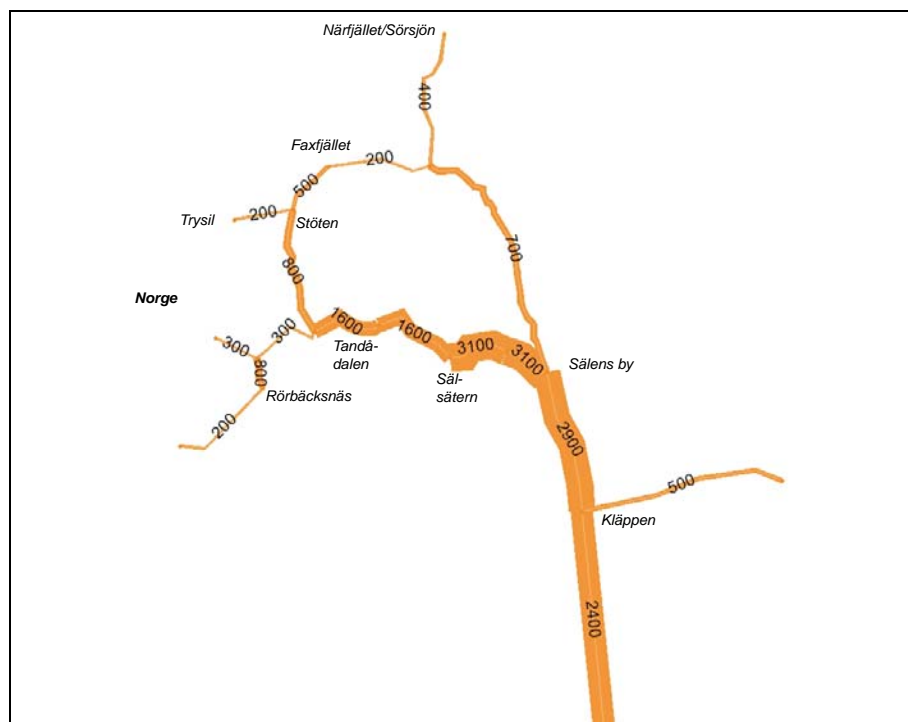 Närfjället/Sörsjön
400
Faxfjället
200
500
Trysil
200
Stöten
700
800
Norge
300
300
1600
1600
Tandå-
dalen
3100
3100
Säl-
sätern
Sälens by
800
Rörbäcksnäs
200
2900
500
Kläppen
2400